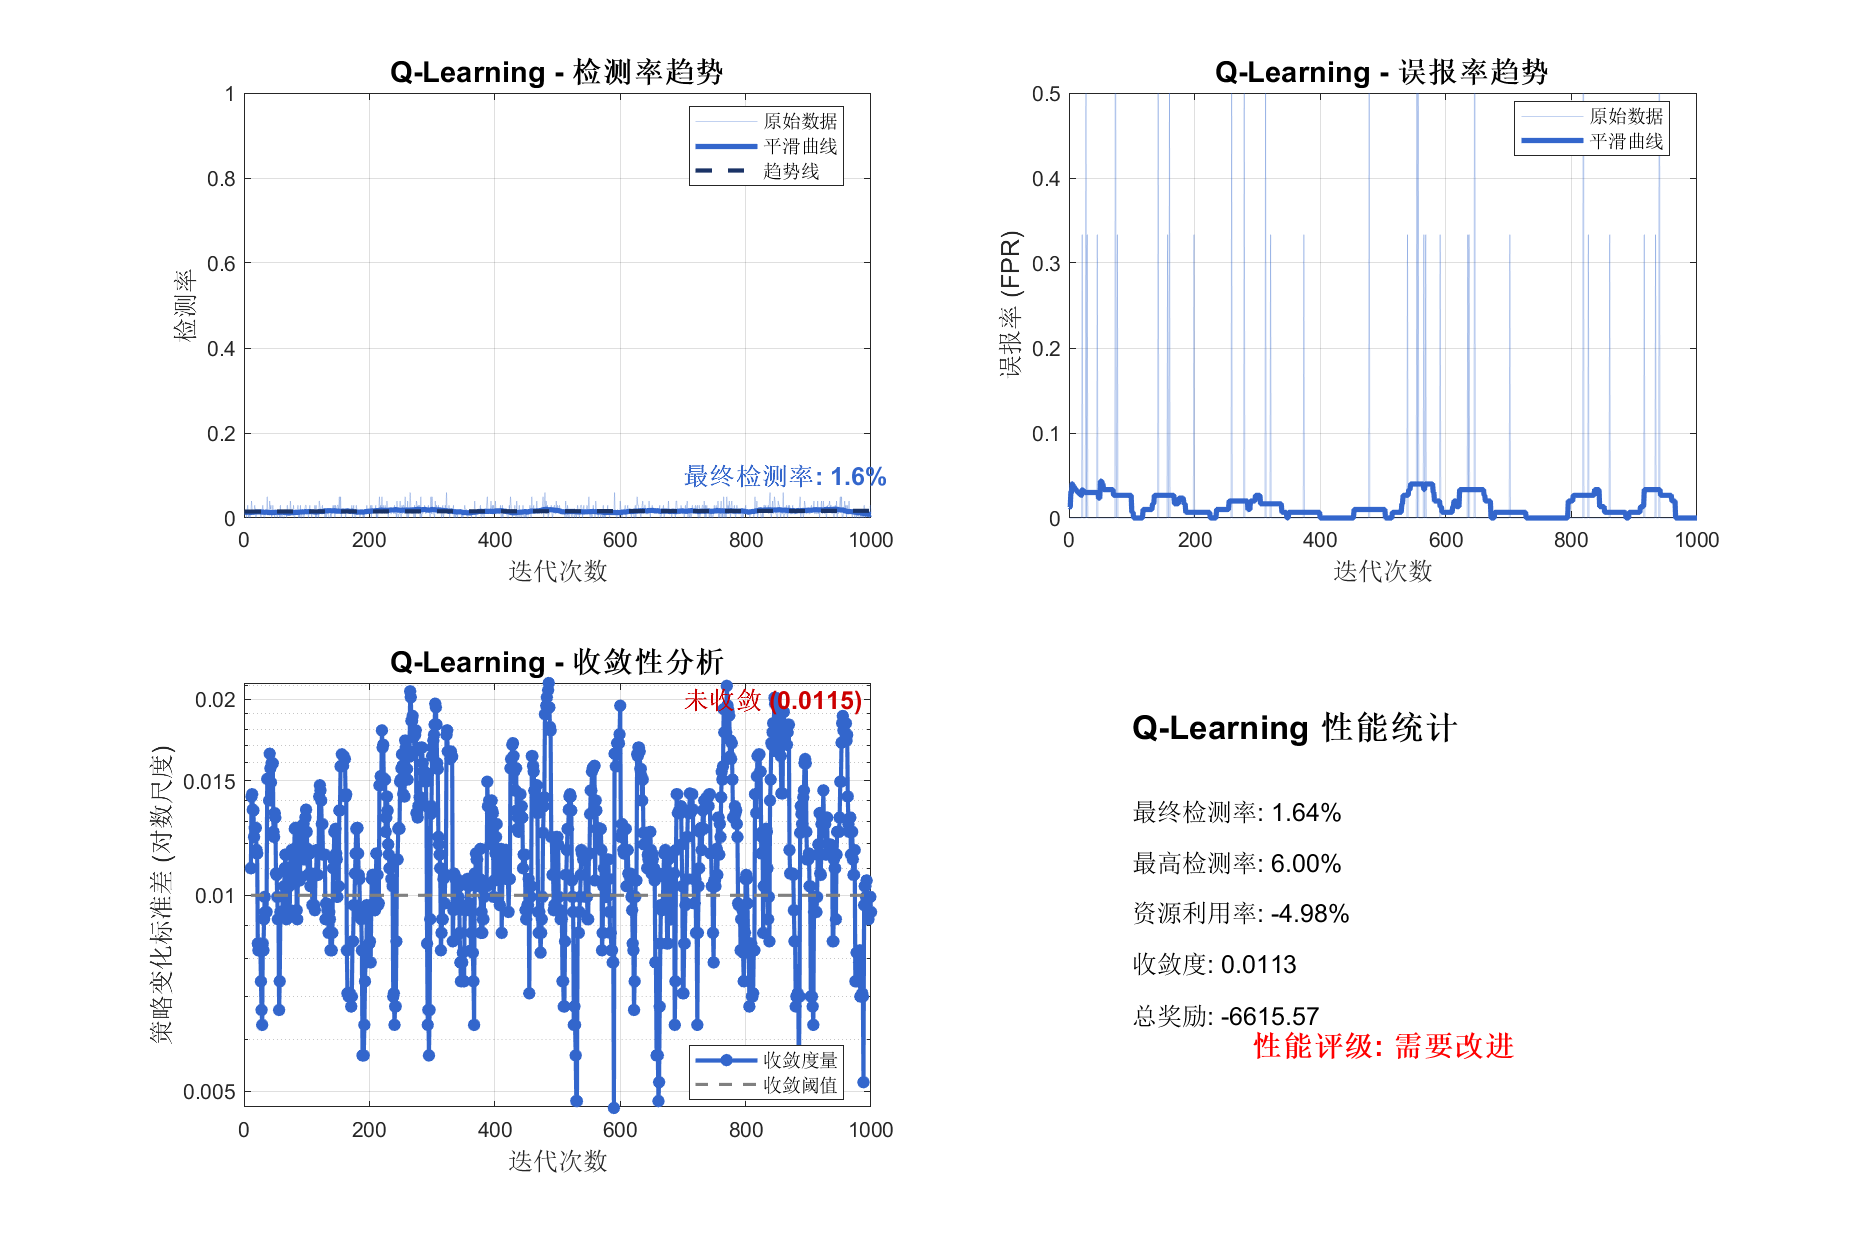 Q-Learning - 检测率趋势
1
0.8
0.6
0.4
0.2
0
检测率
原始数据
平滑曲线
趋势线
最终检测率: 1.6%
0
200
400
600
800
1000
迭代次数
Q-Learning - 误报率趋势
0.5
0.4
0.3
0.2
0.1
0
误报率 (FPR)
原始数据
平滑曲线
0
200
400
600
800
1000
迭代次数
Q-Learning - 收敛性分析
0.02
0.015
0.01
0.005
策略变化标准差 (对数尺度)
未收敛 (0.0115)
收敛度量
收敛阈值
0
200
400
600
800
1000
迭代次数
Q-Learning 性能统计
最终检测率: 1.64%
最高检测率: 6.00%
资源利用率: -4.98%
收敛度: 0.0113
总奖励: -6615.57
性能评级: 需要改进